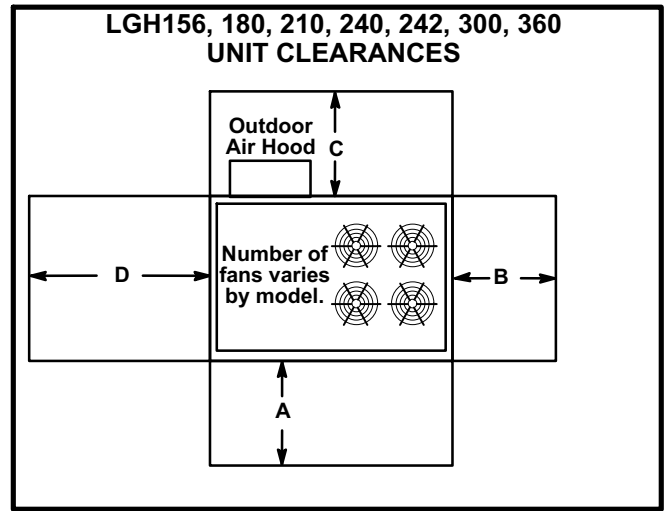 LGH156, 180, 210, 240, 242, 300, 360
UNIT CLEARANCES
Outdoor
Air Hood
C
Number of
fans varies
by model.
D
B
A